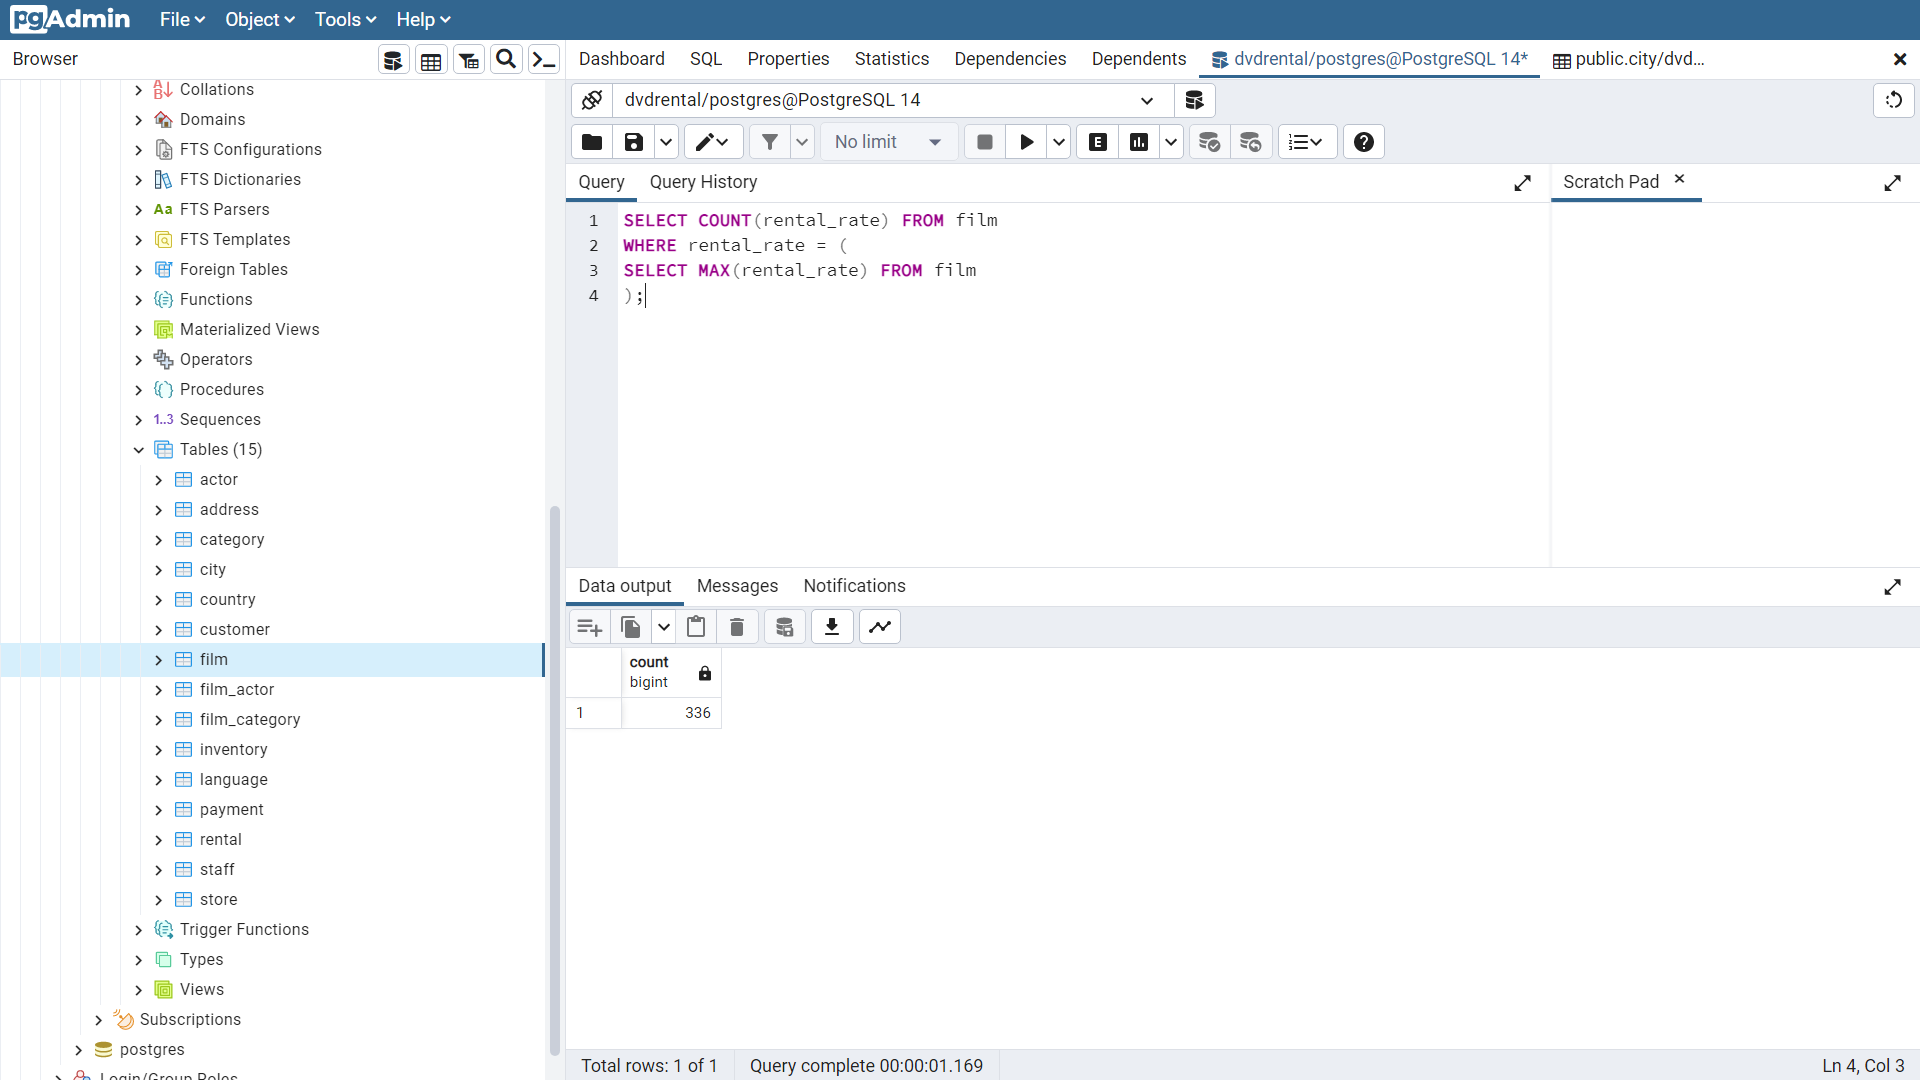 pgAdmin
File
Object
Tools
Help
Browser
Dashboard
SQL
Properties
Statistics
Dependencies
Dependents
dvdrental/postgres@PostgreSQL 14*
public.city/dvd...
Collations
Domains
FTS Configurations
FTS Dictionaries
Aa FTS Parsers
FTS Templates
Foreign Tables
Functions
Materialized Views
Operators
Procedures
1..3 Sequences
Tables (15)
actor
address
category
city
country
customer
film
film_actor
film_category
inventory
language
payment
rental
staff
store
Trigger Functions
Types
Views
Subscriptions
postgres
Login/Group Roles
dvdrental/postgres@PostgreSQL 14
No limit
E
Query
Query History
Scratch Pad
1 SELECT COUNT(rental_rate) FROM film
2 WHERE rental_rate = (
3 SELECT MAX(rental_rate) FROM film
4 );
Data output
Messages
Notifications
count
bigint
1 336
Total rows: 1 of 1
Query complete 00:00:01.169
Ln 4, Col 3